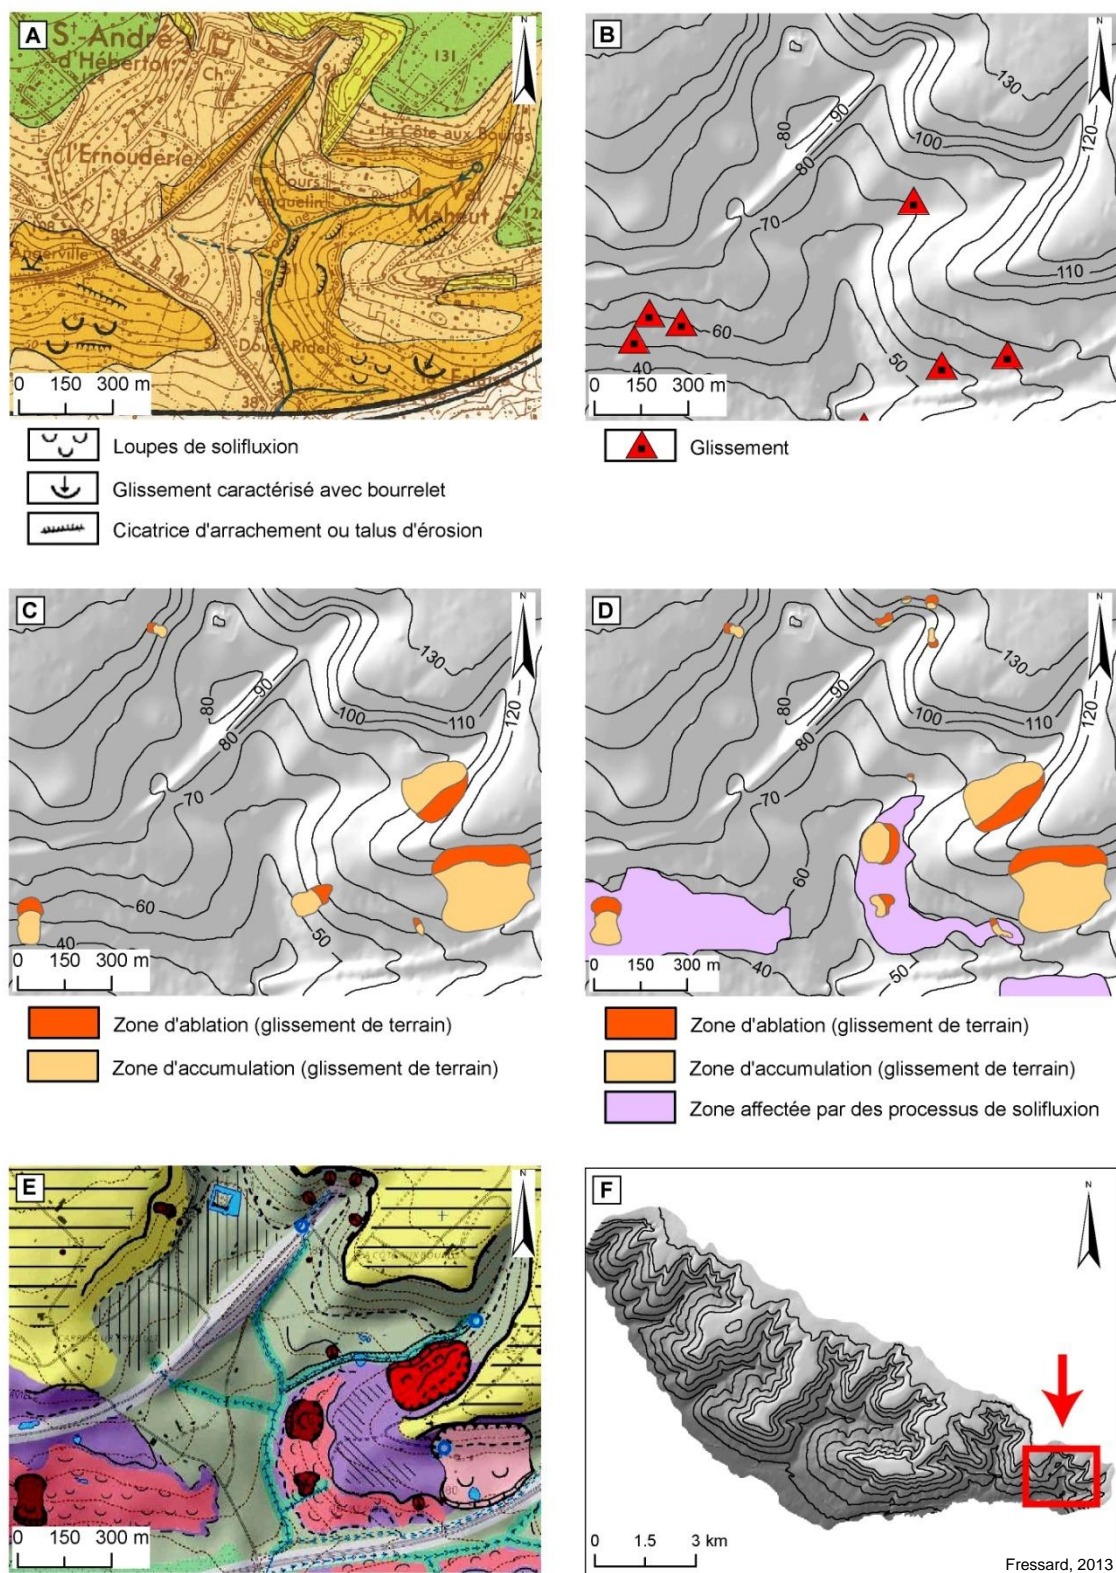 A
N
St-André
d'Hébertot
Chau
131
la Côte aux Bourgs
l'Ernouderie
le Val
Maheut
Vauquelin
Douet-Ridel
0 150 300 m
Loupes de solifluxion
Glissement caractérisé avec bourrelet
Cicatrice d'arrachement ou talus d'érosion
B
N
130
120
110
100
90
80
80
70
60
50
40
0 150 300 m
Glissement
C
N
130
120
110
100
90
80
80
70
60
50
40
0 150 300 m
Zone d'ablation (glissement de terrain)
Zone d'accumulation (glissement de terrain)
D
N
130
120
110
100
90
80
80
70
60
50
40
0 150 300 m
Zone d'ablation (glissement de terrain)
Zone d'accumulation (glissement de terrain)
Zone affectée par des processus de solifluxion
E
N
0 150 300 m
F
N
0 1.5 3 km
Fressard, 2013